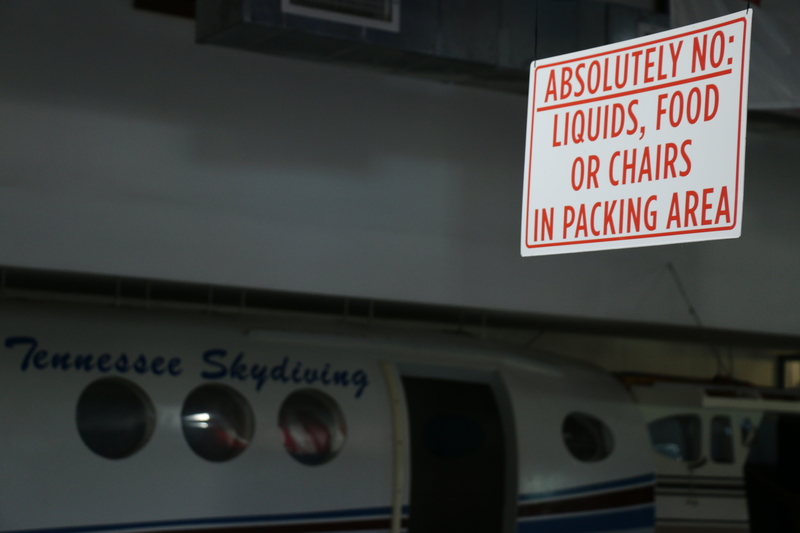 ABSOLUTELY NO:
LIQUIDS, FOOD
OR CHAIRS
IN PACKING AREA
Tennessee Skydiving